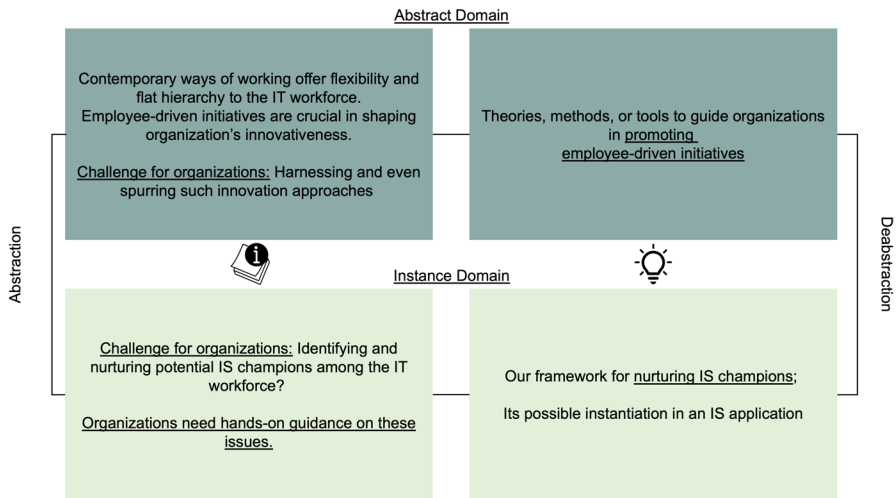 Abstract Domain
Contemporary ways of working offer flexibility and
flat hierarchy to the IT workforce.
Employee-driven initiatives are crucial in shaping
organization's innovativeness.
Challenge for organizations: Harnessing and even
spurring such innovation approaches
Theories, methods, or tools to guide organizations
in promoting
employee-driven initiatives
Abstraction
Deabstraction
i
Instance Domain
Challenge for organizations: Identifying and
nurturing potential IS champions among the IT
workforce?
Organizations need hands-on guidance on these
issues.
Our framework for nurturing IS champions;
Its possible instantiation in an IS application